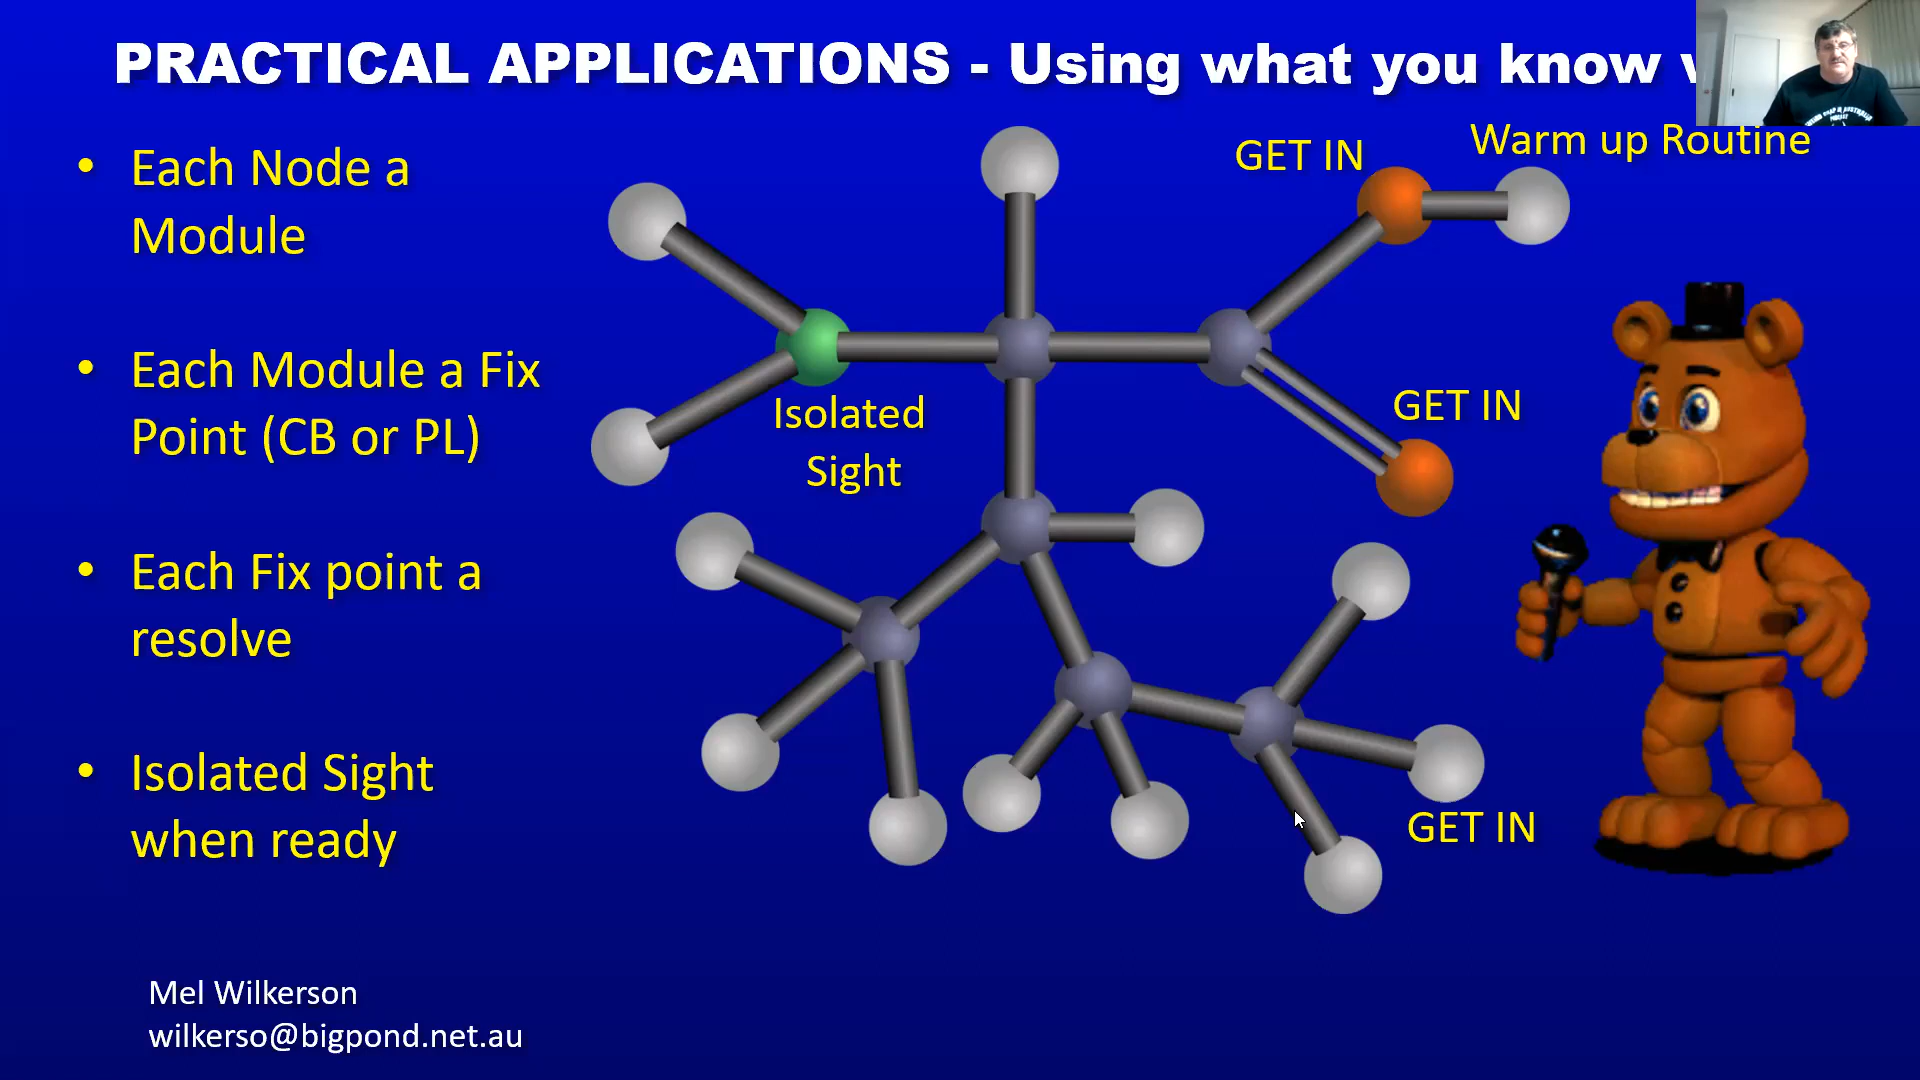 PRACTICAL APPLICATIONS - Using what you know
Each Node a
Module
Each Module a Fix
Point (CB or PL)
Each Fix point a
resolve
Isolated Sight
when ready
GET IN
Warm up Routine
Isolated
Sight
GET IN
GET IN
Mel Wilkerson
wilkerso@bigpond.net.au